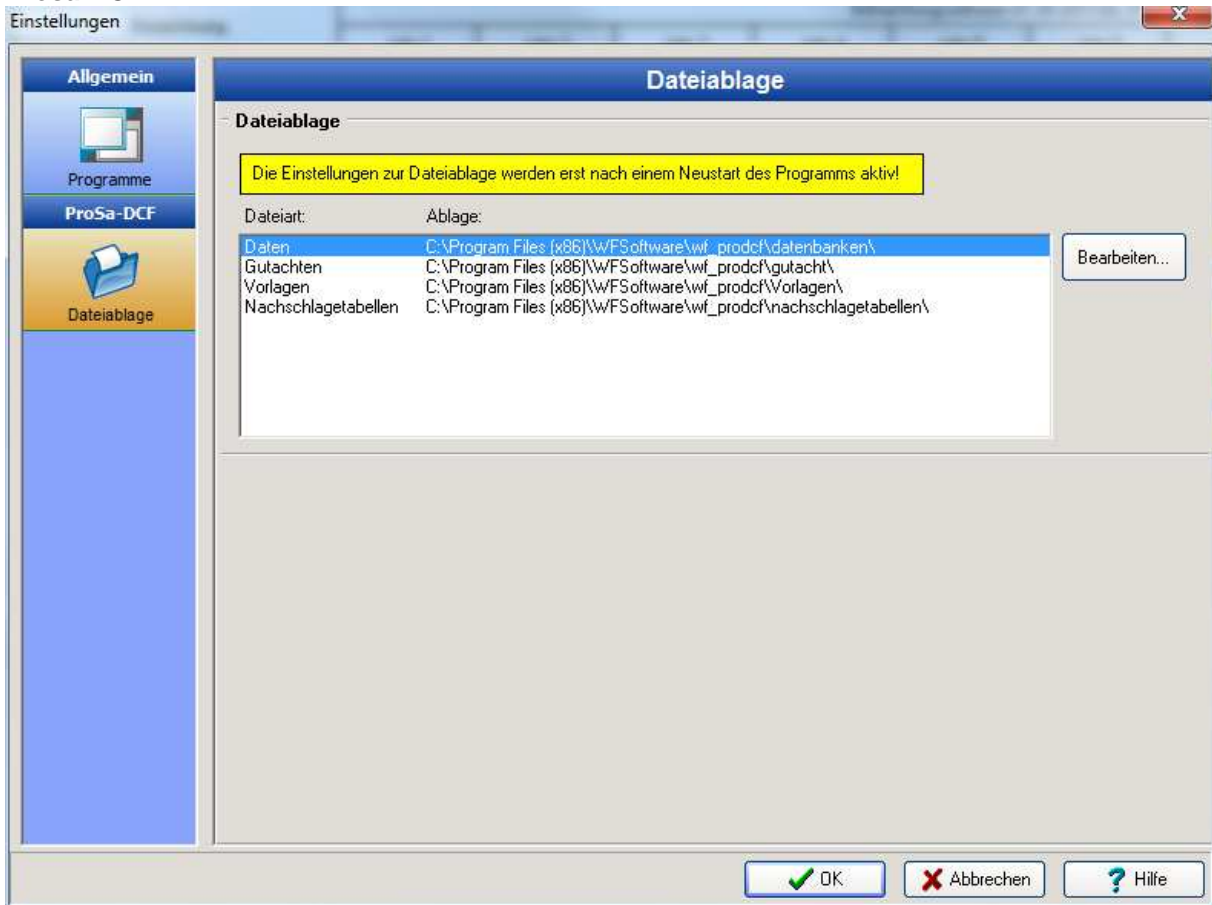 Einstellungen
Allgemein
Programme
ProSa-DCF
Dateiablage
Dateiablage
Dateiablage
Die Einstellungen zur Dateiablage werden erst nach einem Neustart des Programms aktiv!
Dateiart: Ablage:
Daten C:\Program Files (x86)\WFSoftware\wf_prodcf\datenbanken\
Gutachten C:\Program Files (x86)\WFSoftware\wf_prodcf\gutacht\
Vorlagen C:\Program Files (x86)\WFSoftware\wf_prodcf\Vorlagen\
Nachschlagetabellen C:\Program Files (x86)\WFSoftware\wf_prodcf\nachschlagetabellen\
Bearbeiten...
OK Abbrechen Hilfe